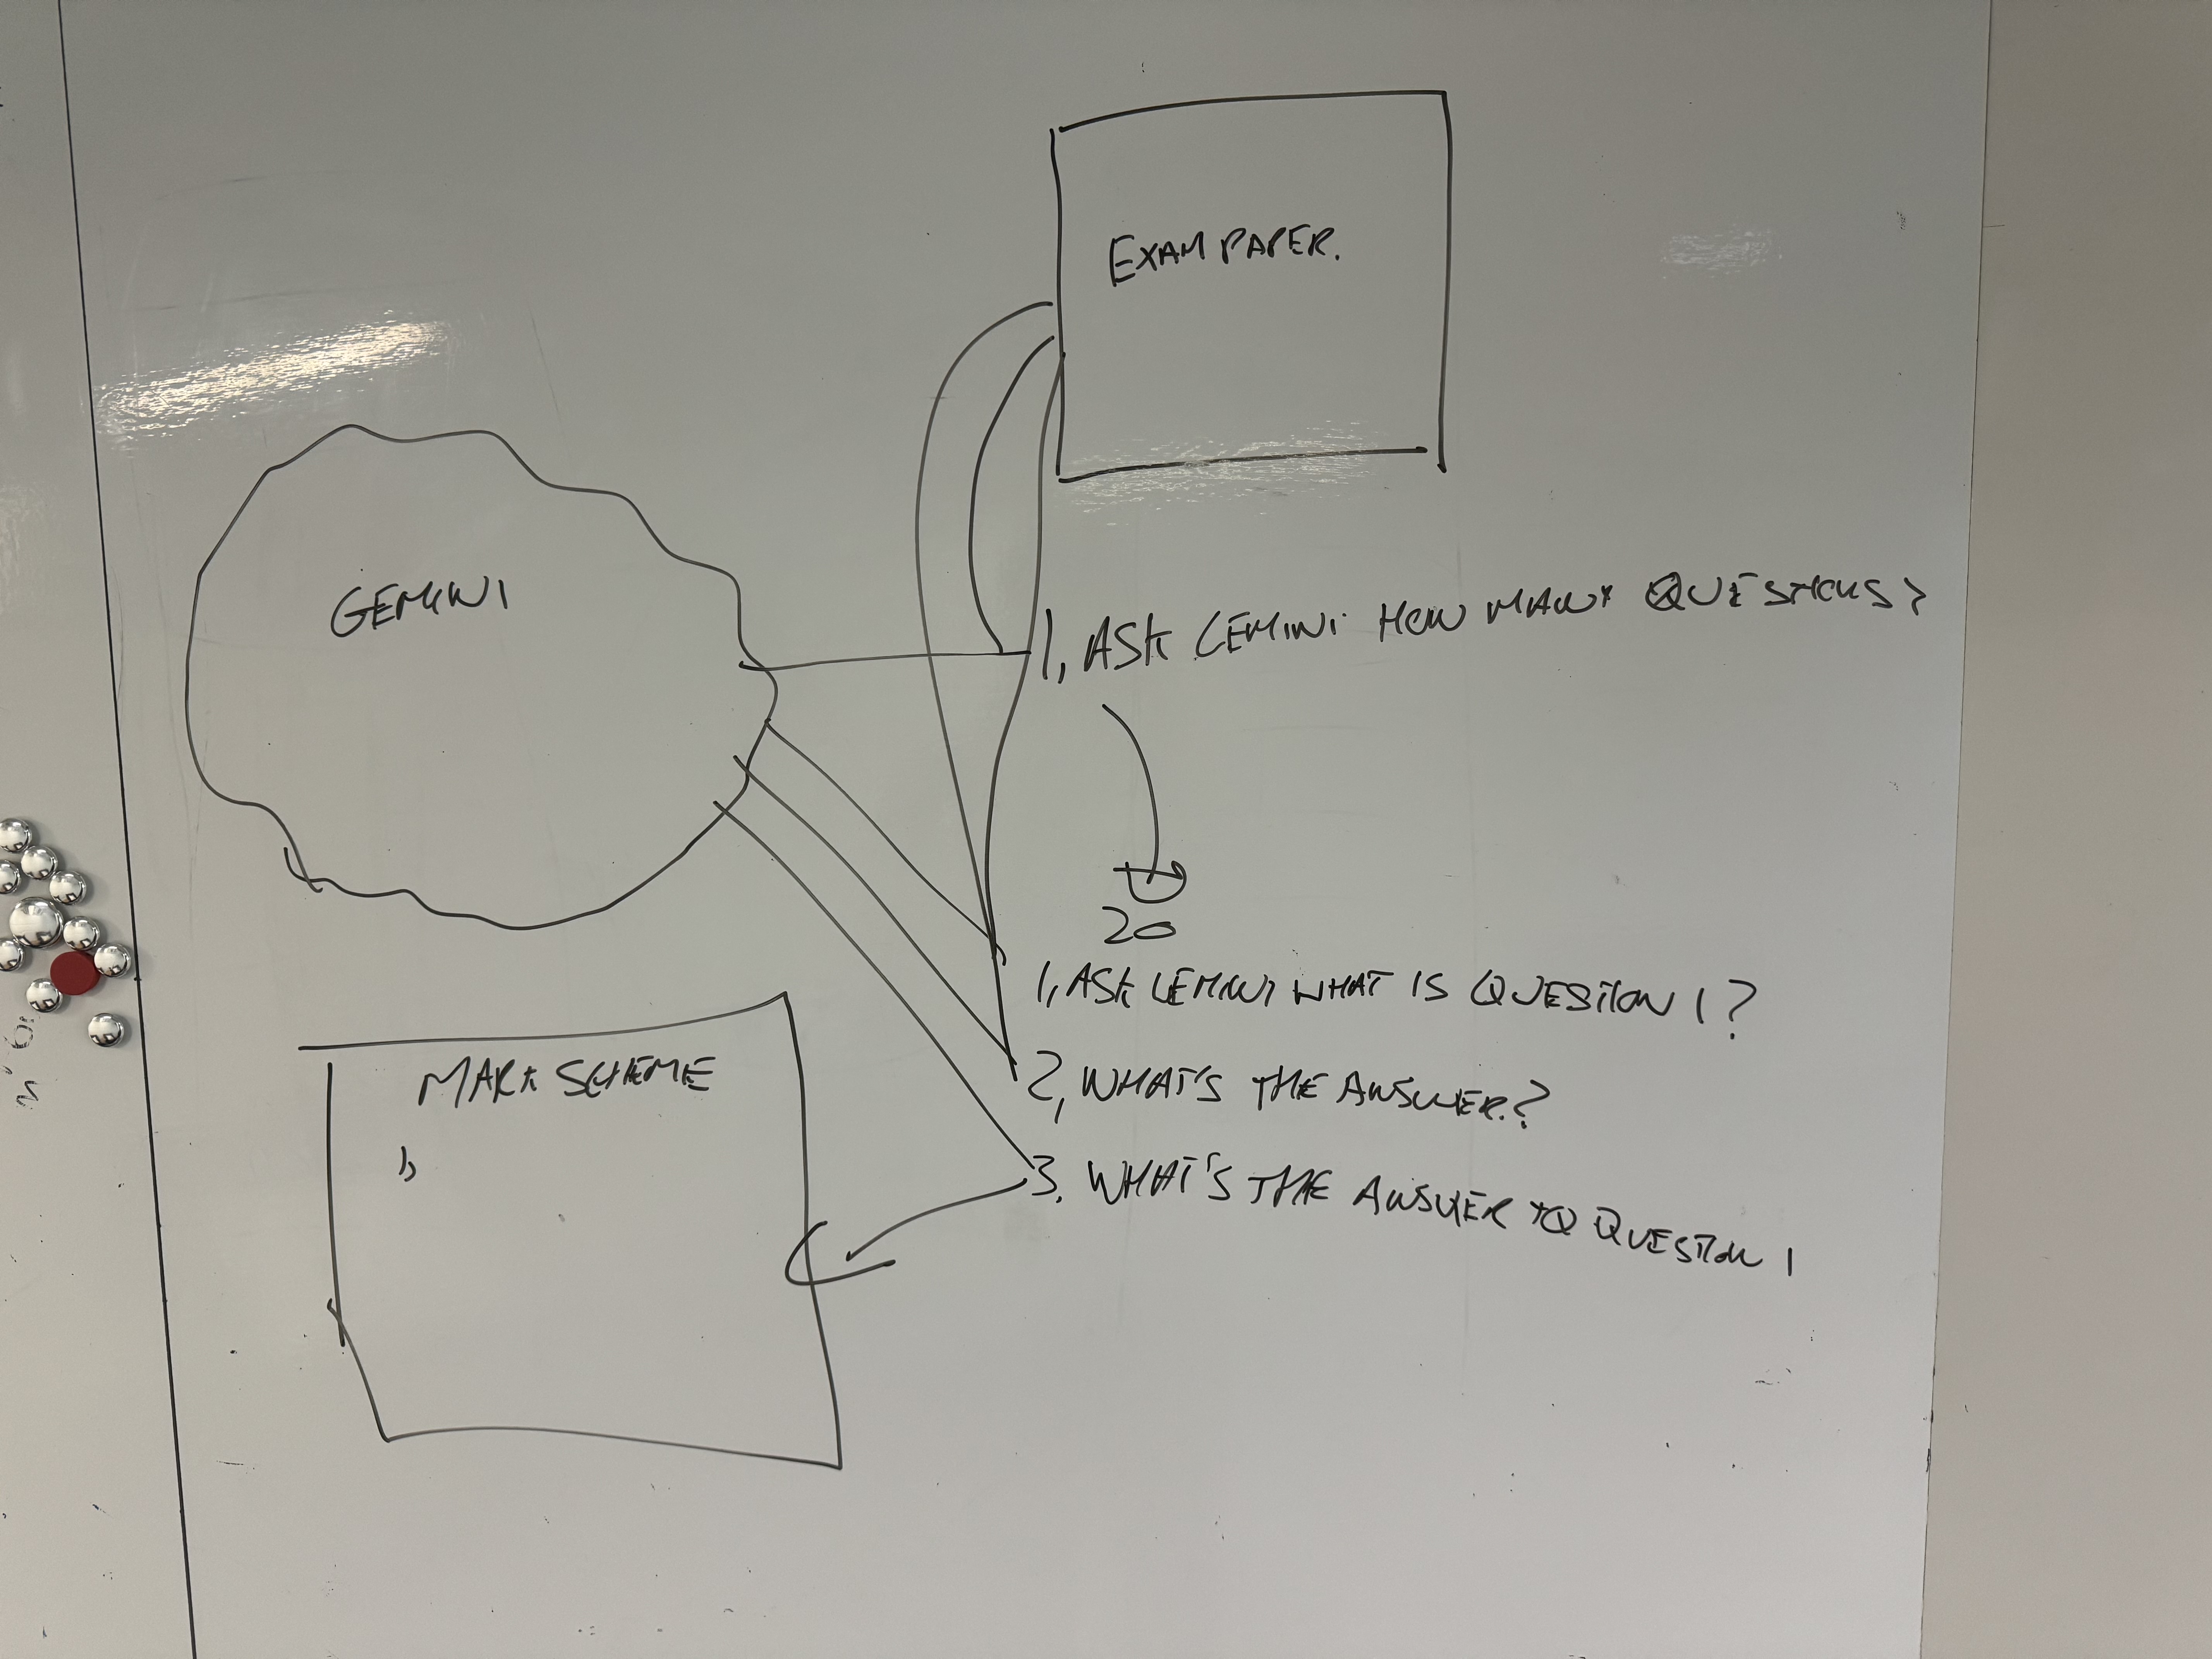 EXAM PAPER.
GEMINI
1, ASK GEMINI HOW MANY QUESTIONS?
20
1, ASK GEMINI WHAT IS QUESTION 1?
2, WHAT'S THE ANSWER?
3, WHAT'S THE ANSWER TO QUESTION 1
MARK SCHEME
1,